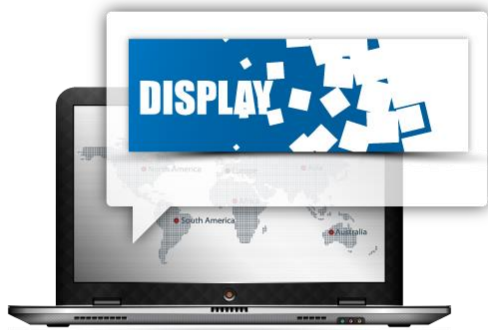 DISPLAY
North America
Europe
Asia
Africa
South America
Australia